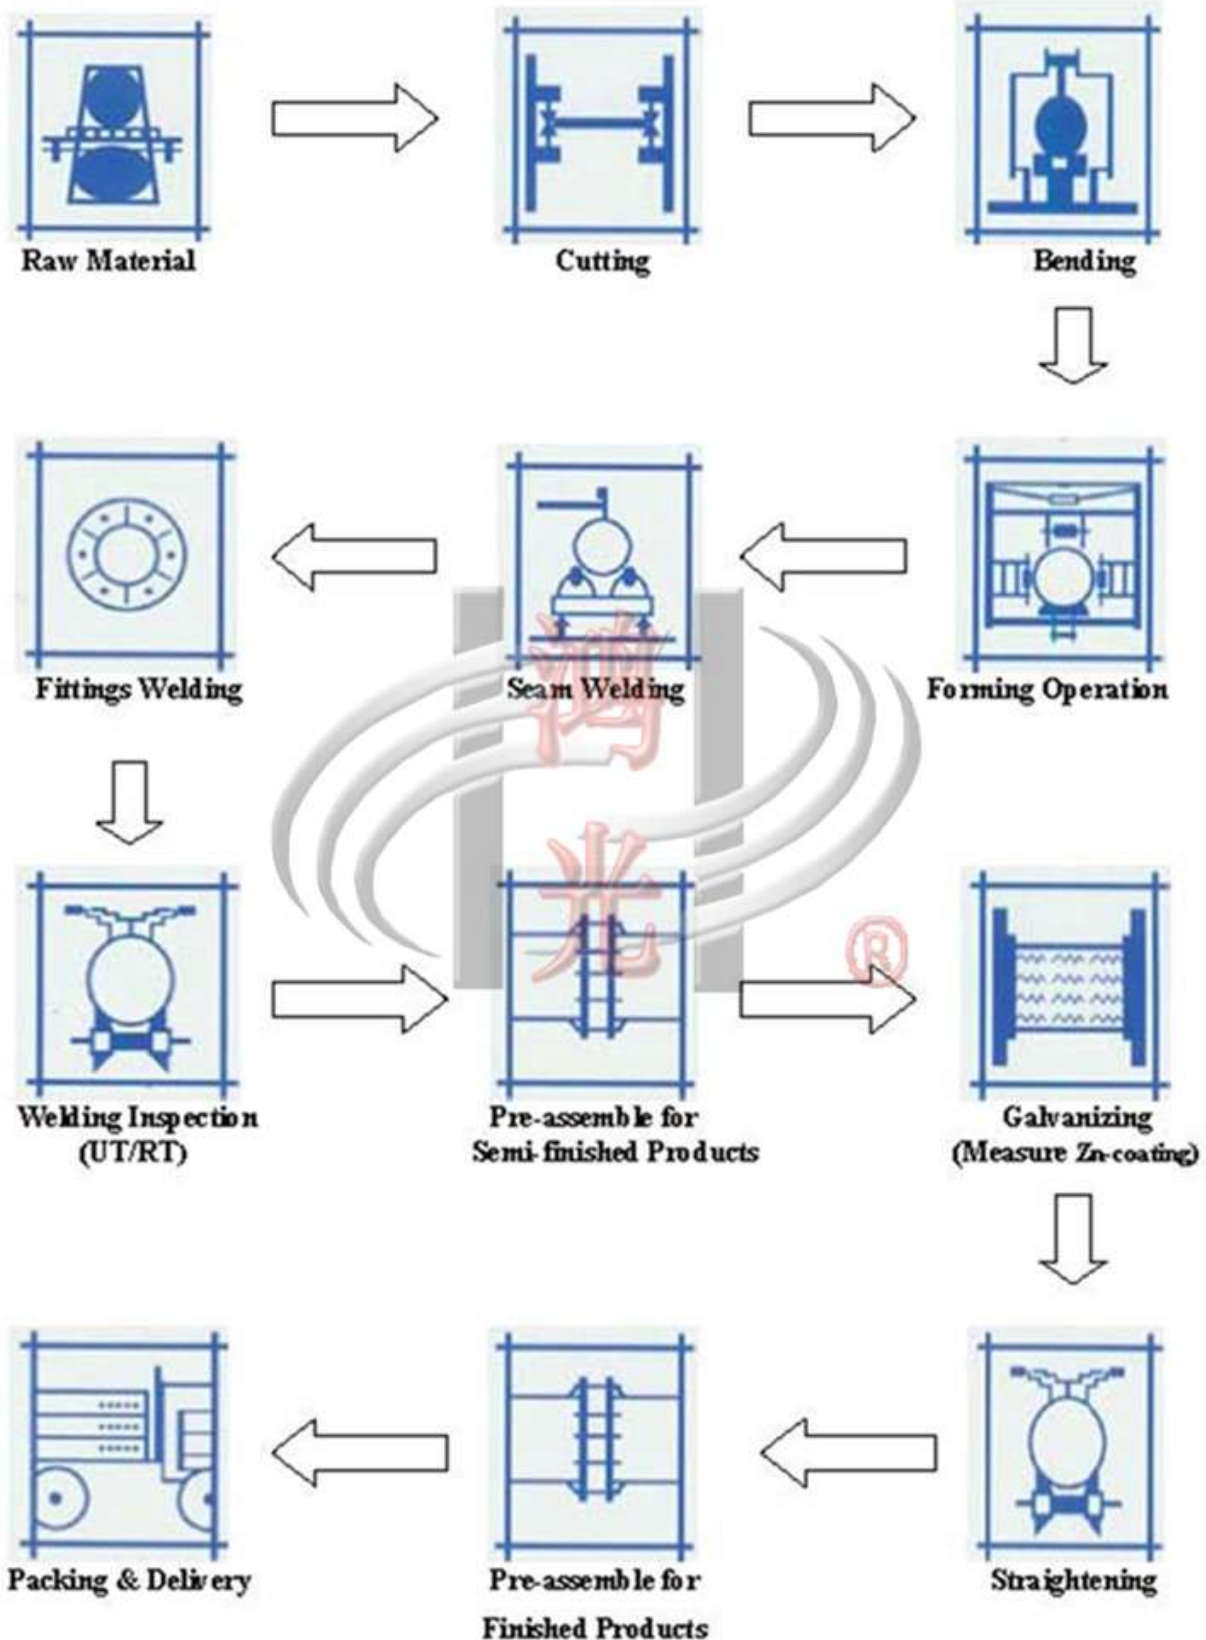 Raw Material
Cutting
Bending
Fittings Welding
Seam Welding
Forming Operation
鸿
光
®
Welding Inspection
(UT/RT)
Pre-assemble for
Semi-finished Products
Galvanizing
(Measure Zn-coating)
Packing & Delivery
Pre-assemble for
Finished Products
Straightening